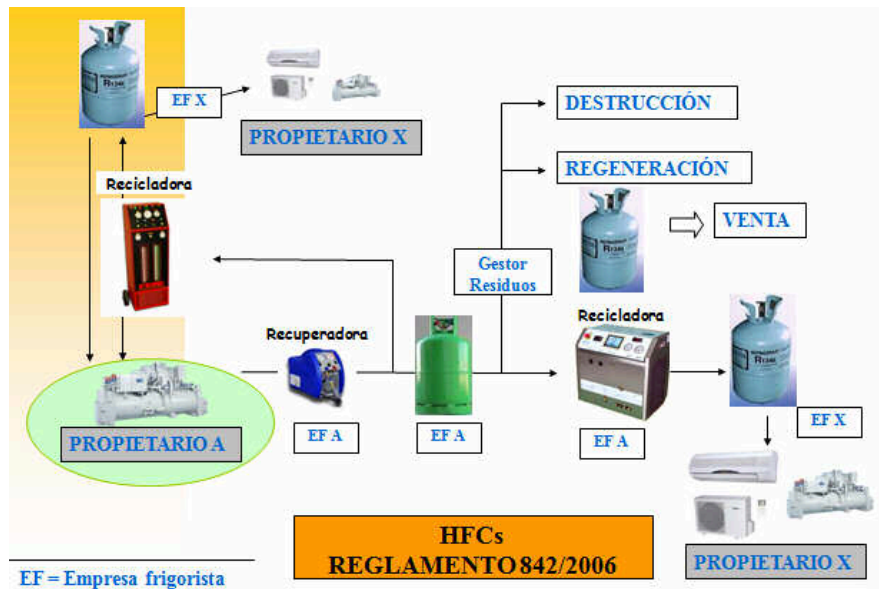 R134a
EF X
PROPIETARIO X
DESTRUCCIÓN
Recicladora
REGENERACIÓN
VENTA
Gestor
Residuos
Recicladora
Recuperadora
EF A
EF A
EF A
EF X
PROPIETARIO A
HFCs
REGLAMENTO 842/2006
PROPIETARIO X
EF = Empresa frigorista